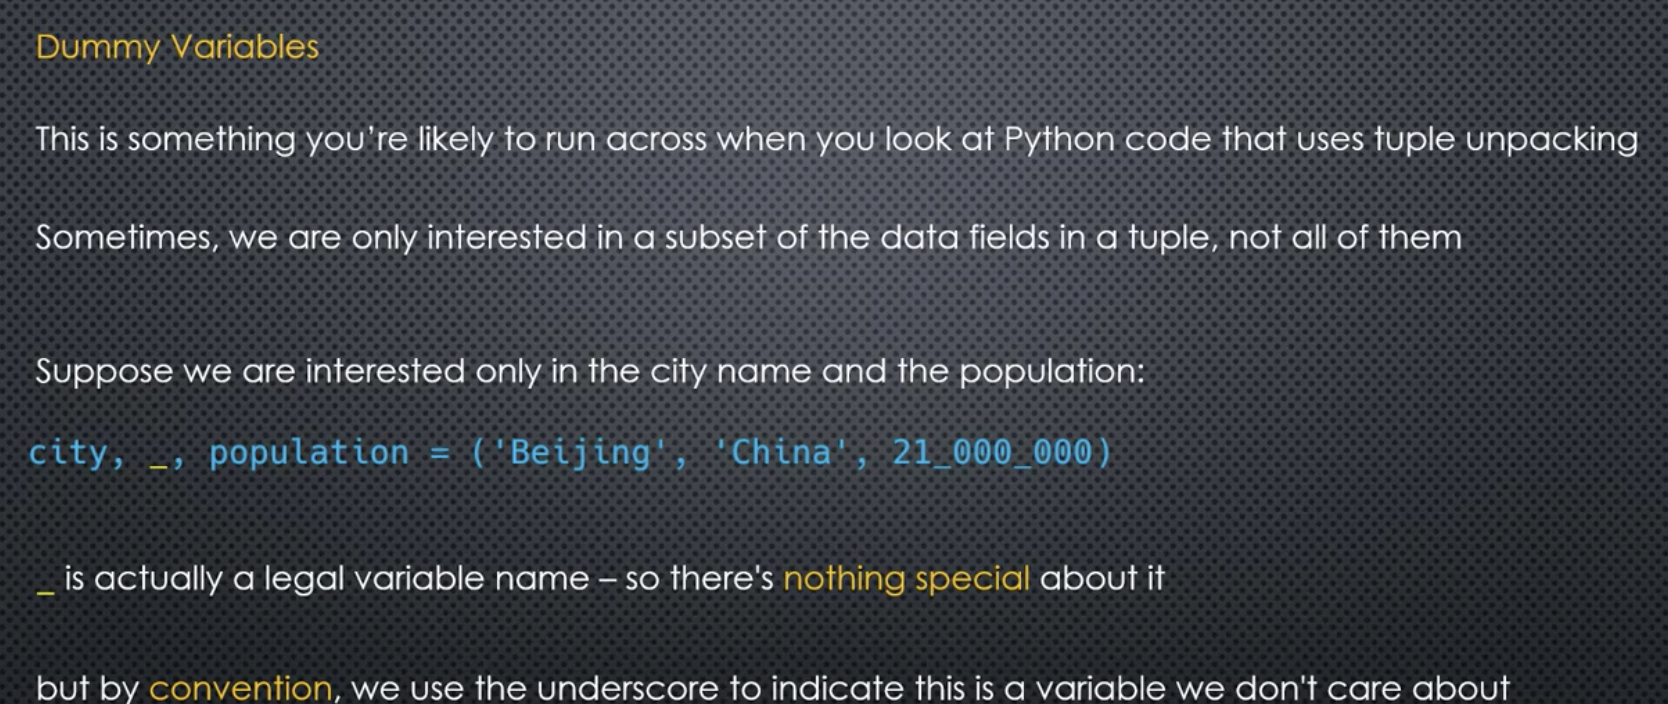 Dummy Variables
This is something you’re likely to run across when you look at Python code that uses tuple unpacking
Sometimes, we are only interested in a subset of the data fields in a tuple, not all of them
Suppose we are interested only in the city name and the population:
city, _, population = ('Beijing', 'China', 21_000_000)
_ is actually a legal variable name – so there's nothing special about it
but by convention, we use the underscore to indicate this is a variable we don't care about